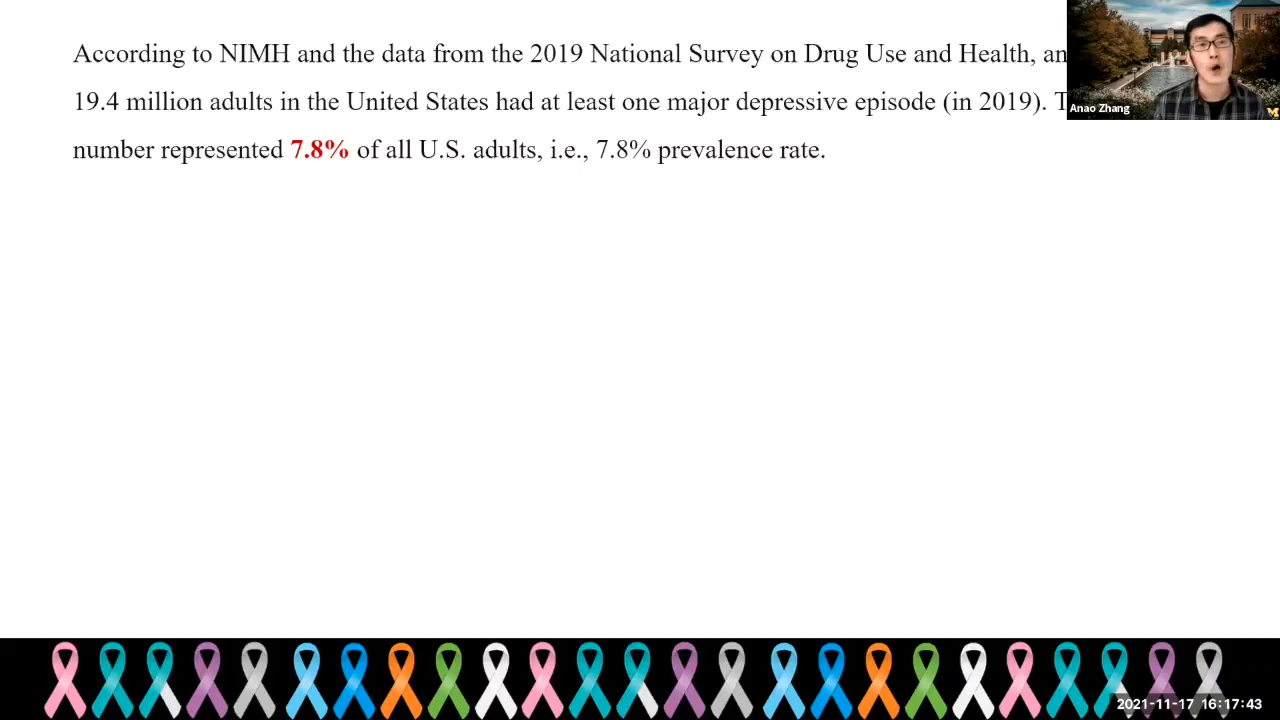 According to NIMH and the data from the 2019 National Survey on Drug Use and Health, an
19.4 million adults in the United States had at least one major depressive episode (in 2019).
number represented 7.8% of all U.S. adults, i.e., 7.8% prevalence rate.
Anao Zhang
M
2021-11-17 16:17:43